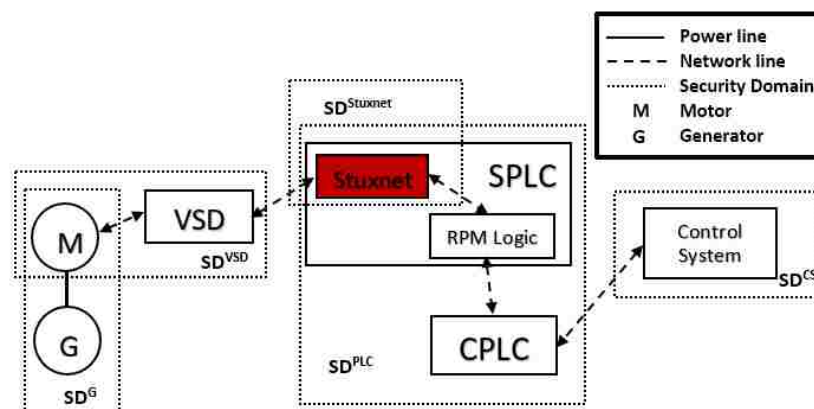 Power line
Network line
Security Domain
M Motor
G Generator
SD^Stuxnet
Stuxnet
SPLC
RPM Logic
M
VSD
SD^VSD
Control
System
SD^CS
G
SD^G
CPLC
SD^PLC